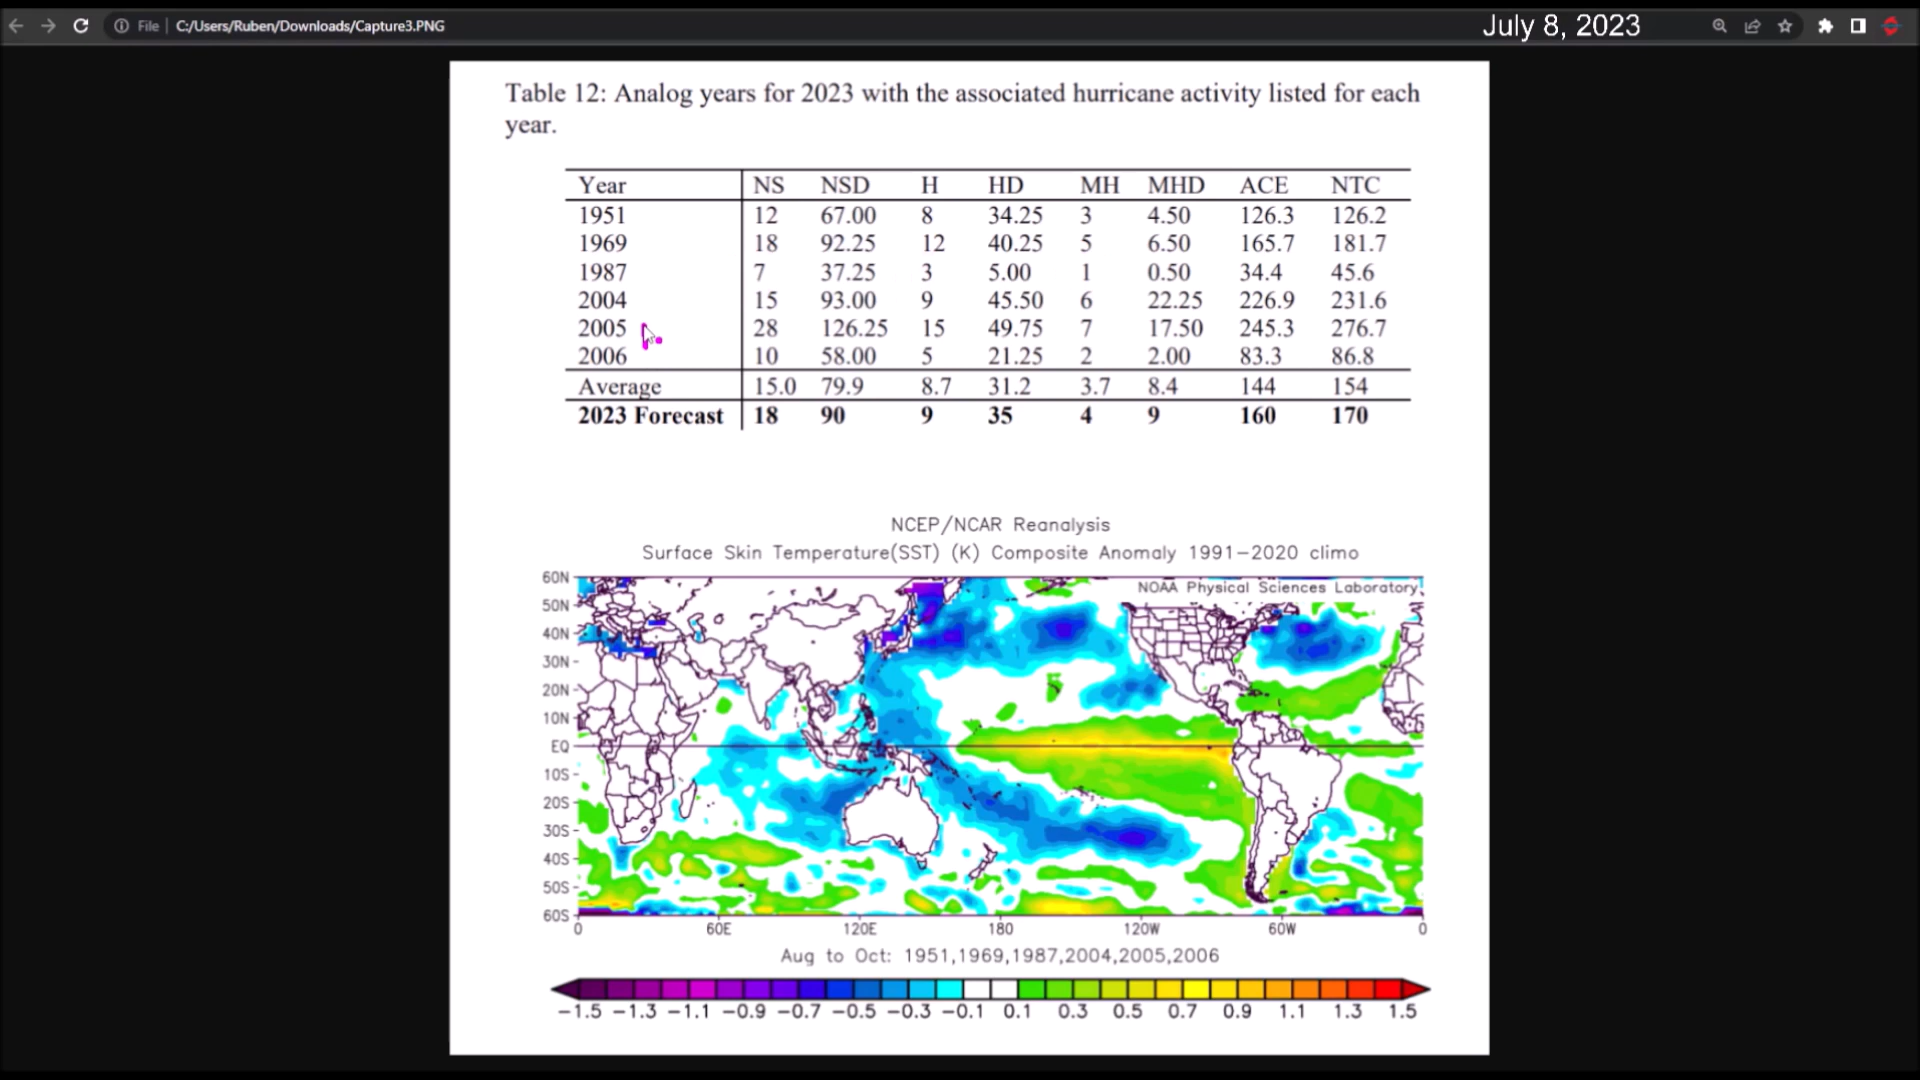 File
C:/Users/Ruben/Downloads/Capture3.PNG
July 8, 2023
Table 12: Analog years for 2023 with the associated hurricane activity listed for each
year.
Year NS NSD H HD MH MHD ACE NTC
1951 12 67.00 8 34.25 3 4.50 126.3 126.2
1969 18 92.25 12 40.25 5 6.50 165.7 181.7
1987 7 37.25 3 5.00 1 0.50 34.4 45.6
2004 15 93.00 9 45.50 6 22.25 226.9 231.6
2005 28 126.25 15 49.75 7 17.50 245.3 276.7
2006 10 58.00 5 21.25 2 2.00 83.3 86.8
Average 15.0 79.9 8.7 31.2 3.7 8.4 144 154
2023 Forecast 18 90 9 35 4 9 160 170
NCEP/NCAR Reanalysis
Surface Skin Temperature(SST) (K) Composite Anomaly 1991-2020 climo
NOAA Physical Sciences Laboratory
60N
50N
40N
30N
20N
10N
EQ
10S
20S
30S
40S
50S
60S
0 60E 120E 180 120W 60W 0
Aug to Oct: 1951,1969,1987,2004,2005,2006
-1.5 -1.3 -1.1 -0.9 -0.7 -0.5 -0.3 -0.1 0.1 0.3 0.5 0.7 0.9 1.1 1.3 1.5